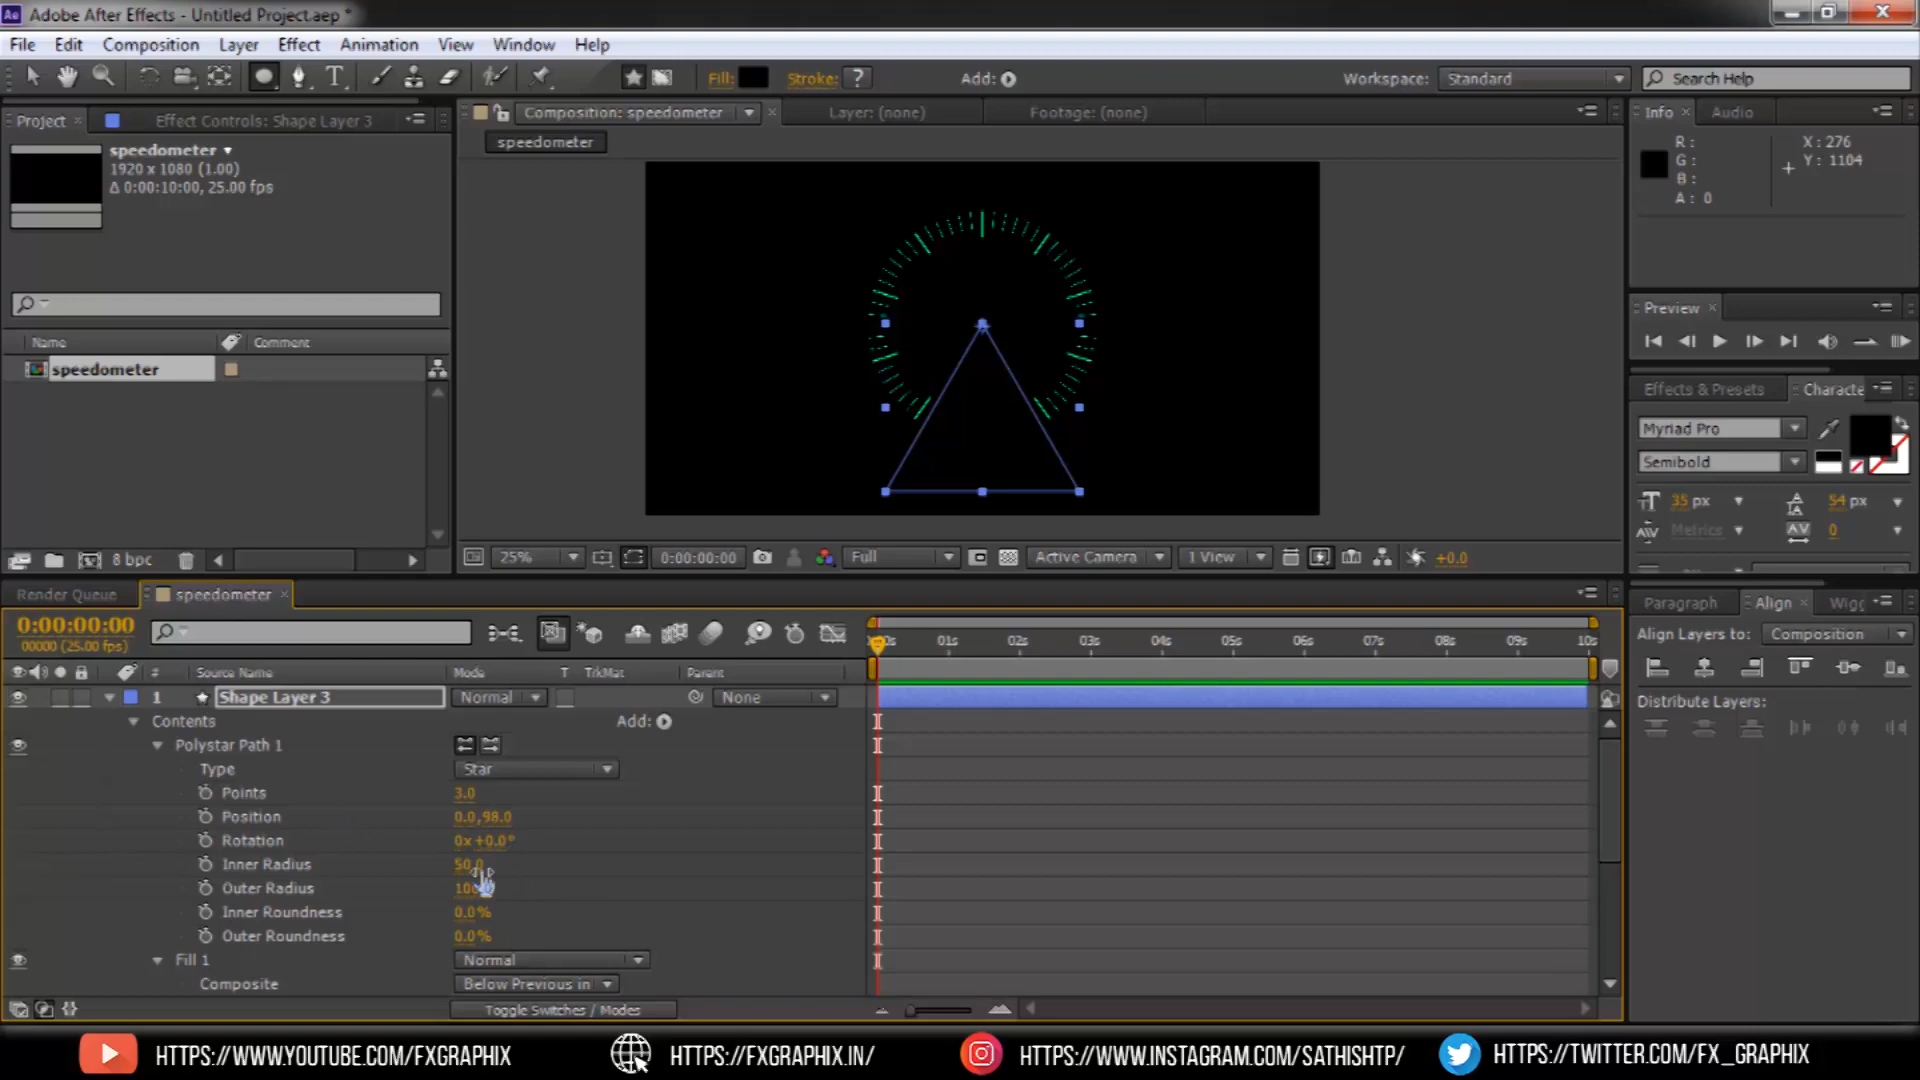 Adobe After Effects - Untitled Project.aep *
File Edit Composition Layer Effect Animation View Window Help
Fill: Stroke: ? Add: Workspace: Standard Search Help
Project Effect Controls: Shape Layer 3
speedometer
1920 x 1080 (1.00)
Δ 0:00:10:00, 25.00 fps
Name Comment
speedometer
8 bpc
Composition: speedometer Layer: (none) Footage: (none)
speedometer
25% 0:00:00:00 Full Active Camera 1 View +0.0
Info Audio
R : X : 276
G : Y : 1104
B :
A : 0
Preview
Effects & Presets
Myriad Pro
Semibold
35 px 54 px
Metrics 0
Paragraph Align
Align Layers to: Composition
Distribute Layers:
Render Queue speedometer
0:00:00:00
00000 (25.00 fps)
01s 02s 03s 04s 05s 06s 07s 08s 09s 10s
# Source Name Mode T TrkMat Parent
1 Shape Layer 3 Normal None
Contents Add:
Polystar Path 1
Type Star
Points 3.0
Position 0.0,98.0
Rotation 0x +0.0°
Inner Radius 50.0
Outer Radius
Inner Roundness 0.0%
Outer Roundness 0.0%
Fill 1 Normal
Composite Below Previous in
Toggle Switches / Modes
HTTPS://WWW.YOUTUBE.COM/FXGRAPHIX HTTPS://FXGRAPHIX.IN/ HTTPS://WWW.INSTAGRAM.COM/SATHISHTP/ HTTPS://TWITTER.COM/FX_GRAPHIX